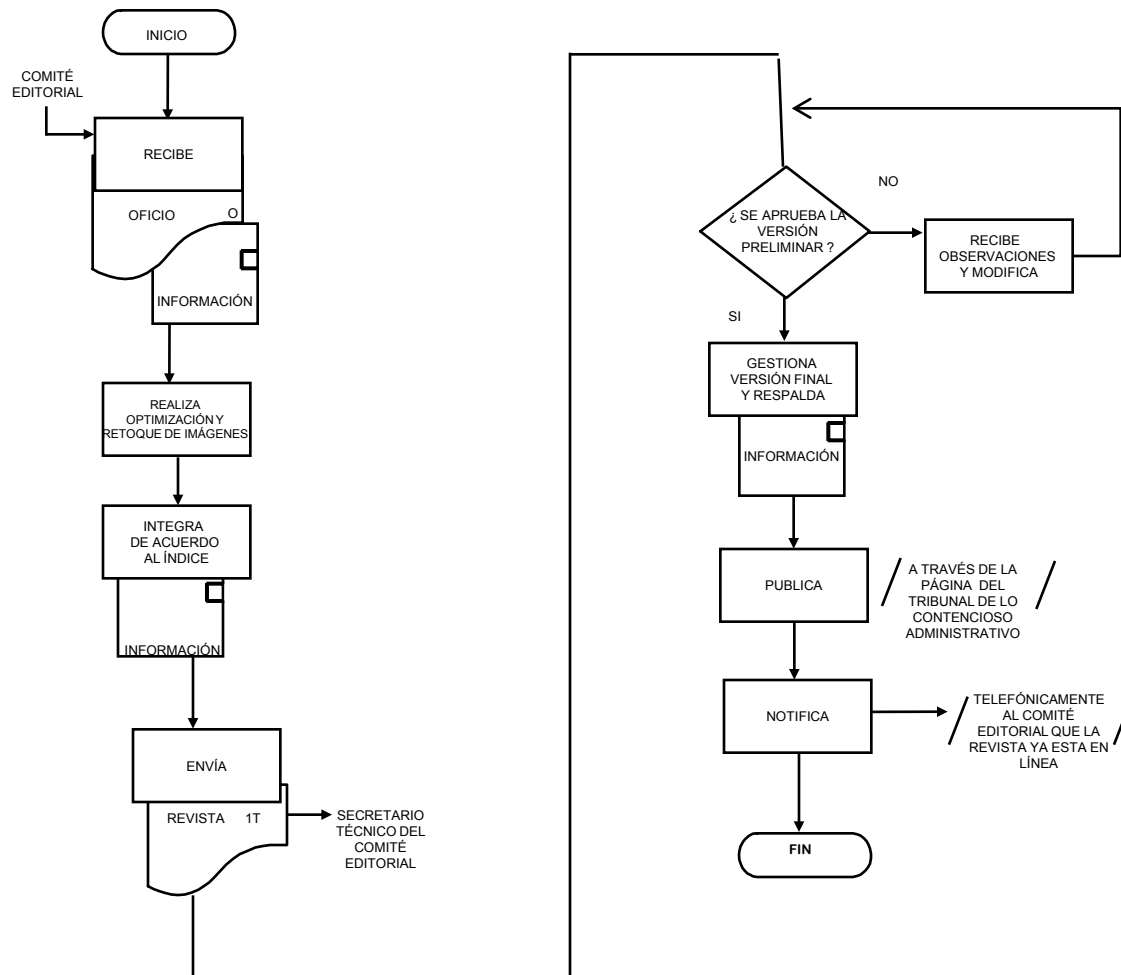 INICIO
COMITÉ
EDITORIAL
RECIBE
OFICIO O
INFORMACIÓN
REALIZA
OPTIMIZACIÓN Y
RETOQUE DE IMÁGENES
INTEGRA
DE ACUERDO
AL ÍNDICE
INFORMACIÓN
ENVÍA
REVISTA 1T
SECRETARIO
TÉCNICO DEL
COMITÉ
EDITORIAL
¿ SE APRUEBA LA
VERSIÓN
PRELIMINAR ?
NO
RECIBE
OBSERVACIONES
Y MODIFICA
SI
GESTIONA
VERSIÓN FINAL
Y RESPALDA
INFORMACIÓN
PUBLICA
A TRAVÉS DE LA
PÁGINA DEL
TRIBUNAL DE LO
CONTENCIOSO
ADMINISTRATIVO
NOTIFICA
TELEFÓNICAMENTE
AL COMITÉ
EDITORIAL QUE LA
REVISTA YA ESTA EN
LÍNEA
FIN